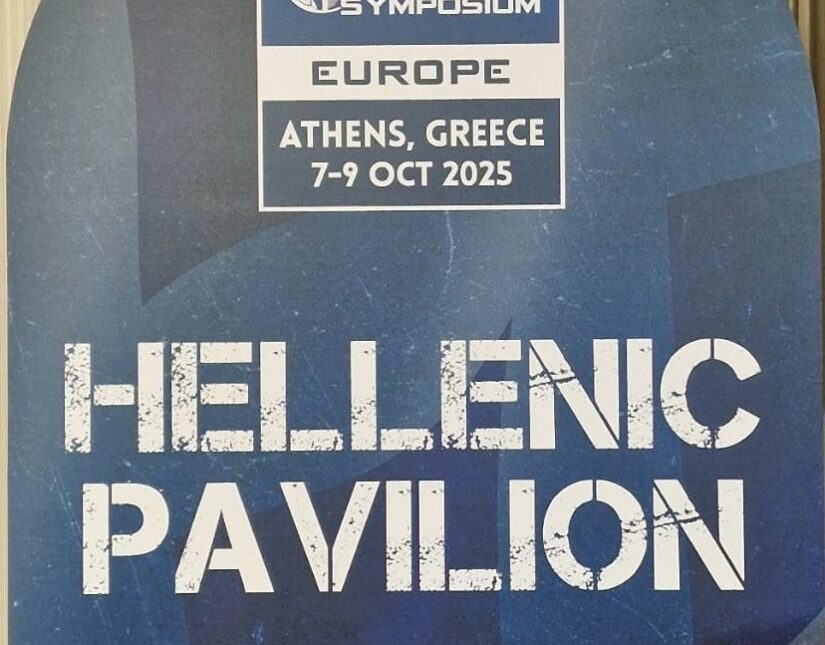 SYMPOSIUM
EUROPE
ATHENS, GREECE
7-9 OCT 2025
HELLENIC
PAVILION